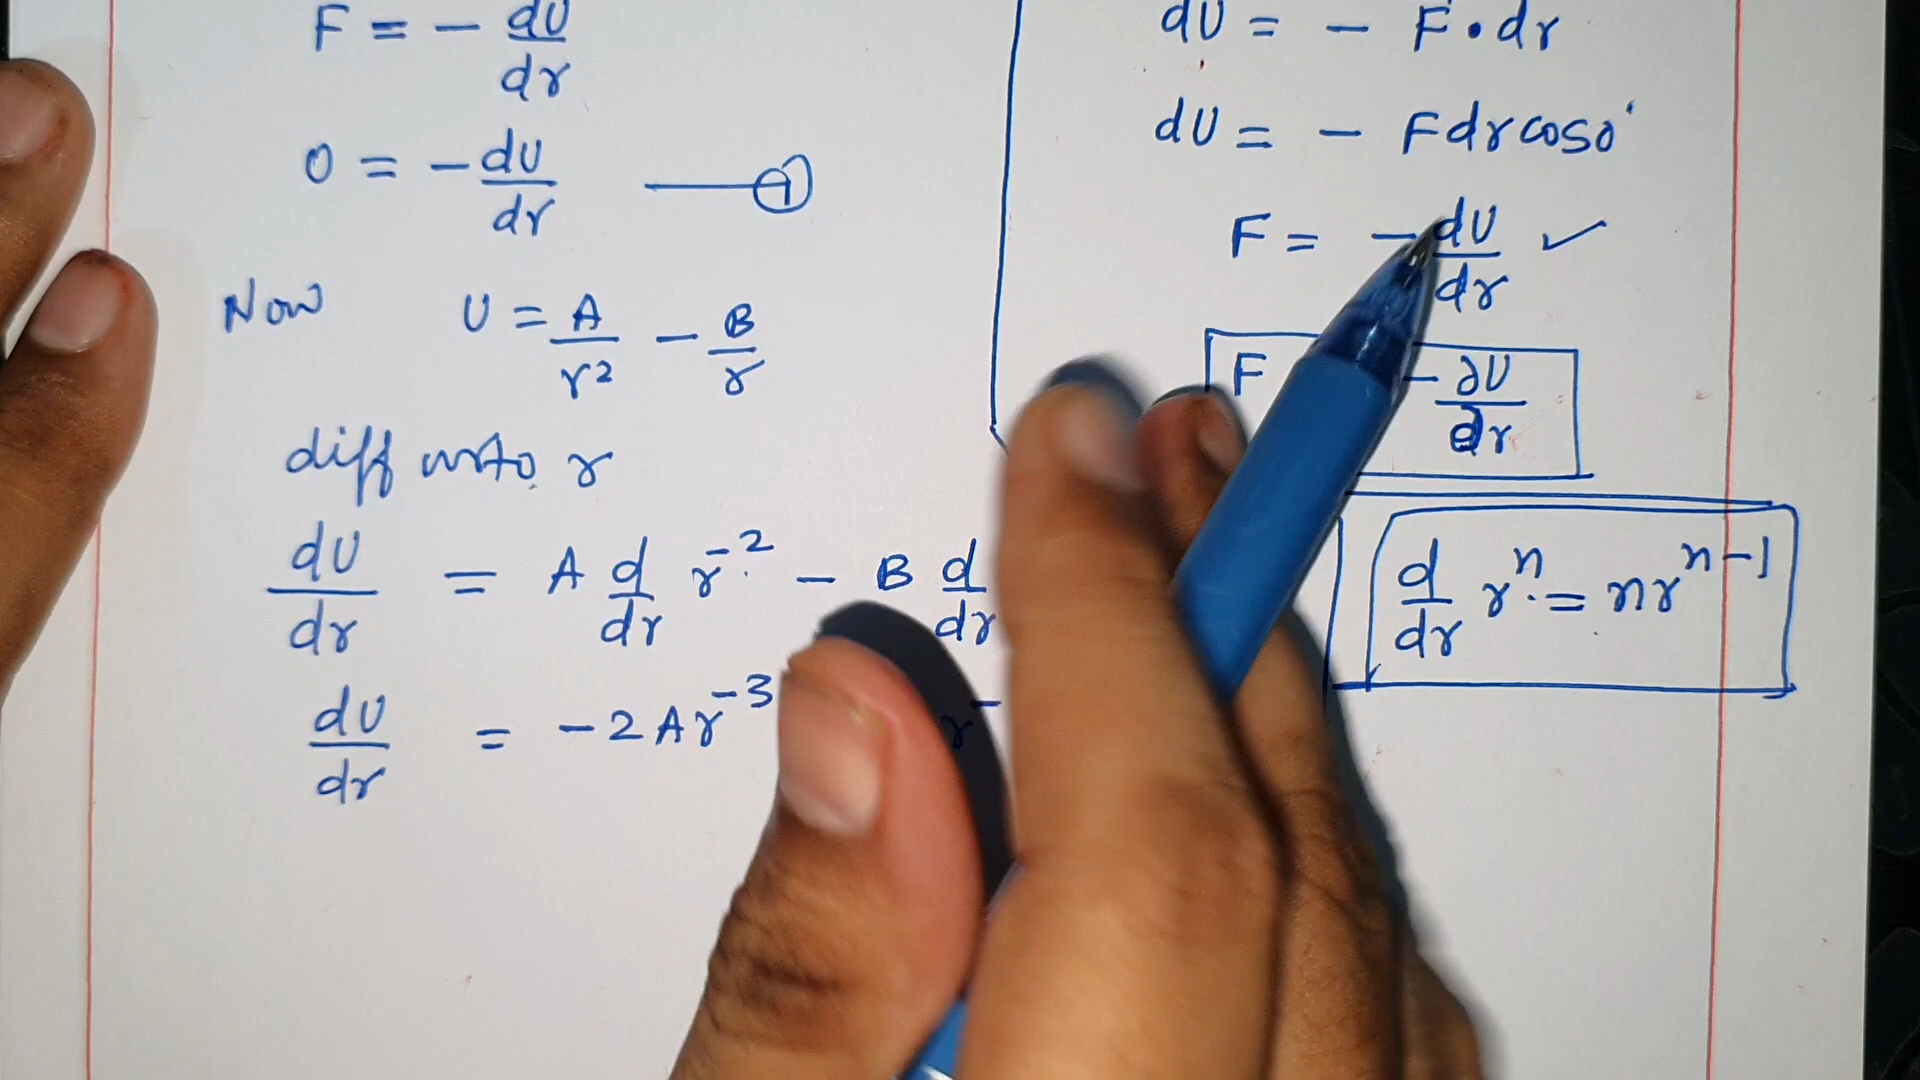 F = - dU/dr
0 = - dU/dr — 1
Now U = A/r² - B/r
diff w.r.to r
dU/dr = A d/dr r⁻² - B d/dr
dU/dr = -2Ar⁻³ r⁻
dU = - F · dr
dU = - F dr cos0°
F = - dU/dr ✓
F - ∂U/∂r
d/dr rⁿ = nrⁿ⁻¹